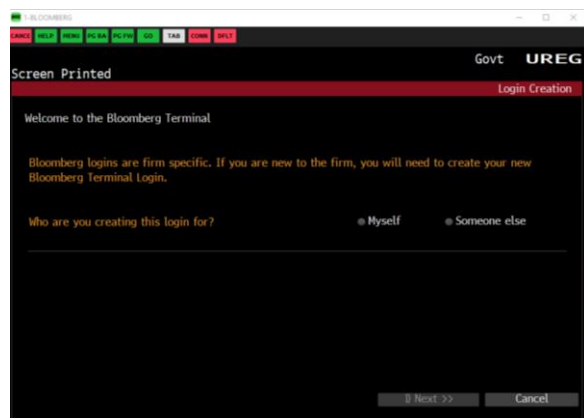 1-BLOOMBERG
CANCE HELP MENU PG BA PG FW GO TAB CONN DFLT
Govt UREG
Screen Printed
Login Creation
Welcome to the Bloomberg Terminal
Bloomberg logins are firm specific. If you are new to the firm, you will need to create your new
Bloomberg Terminal Login.
Who are you creating this login for? Myself Someone else
Next >> Cancel